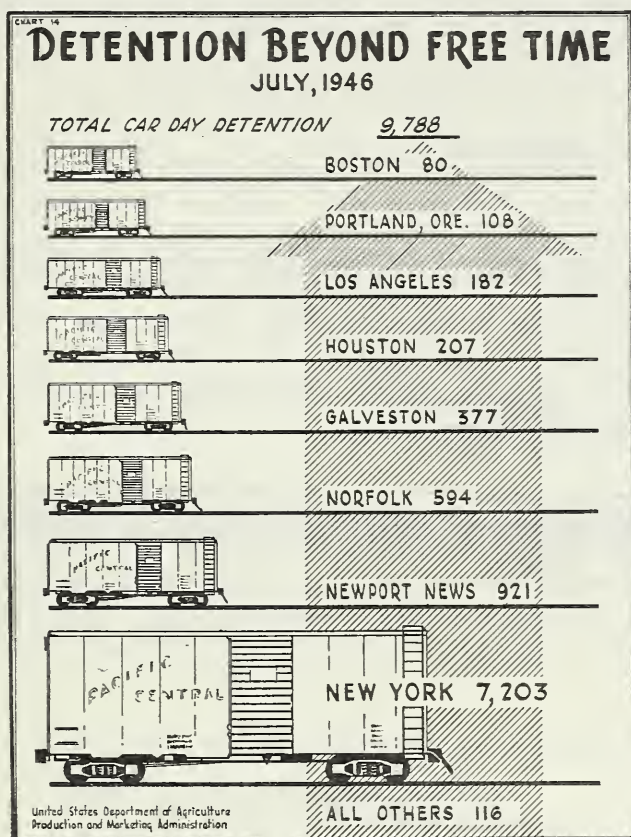 CHART 14
DETENTION BEYOND FREE TIME
JULY, 1946
TOTAL CAR DAY DETENTION 9,788
BOSTON 80
PORTLAND, ORE. 108
LOS ANGELES 182
HOUSTON 207
GALVESTON 377
NORFOLK 594
PACIFIC
CENTRAL
NEWPORT NEWS 921
PACIFIC
CENTRAL
NEW YORK 7,203
ALL OTHERS 116
United States Department of Agriculture
Production and Marketing Administration